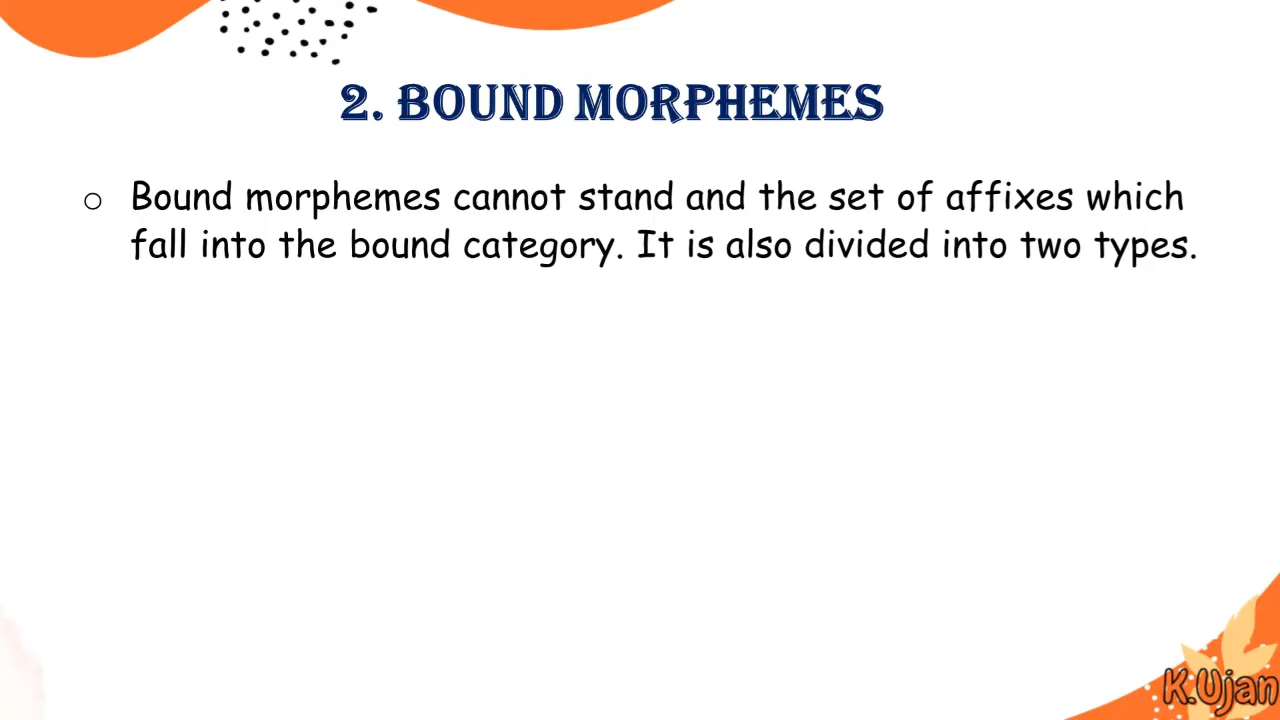 2. BOUND MORPHEMES
o Bound morphemes cannot stand and the set of affixes which
fall into the bound category. It is also divided into two types.
K.Ujan